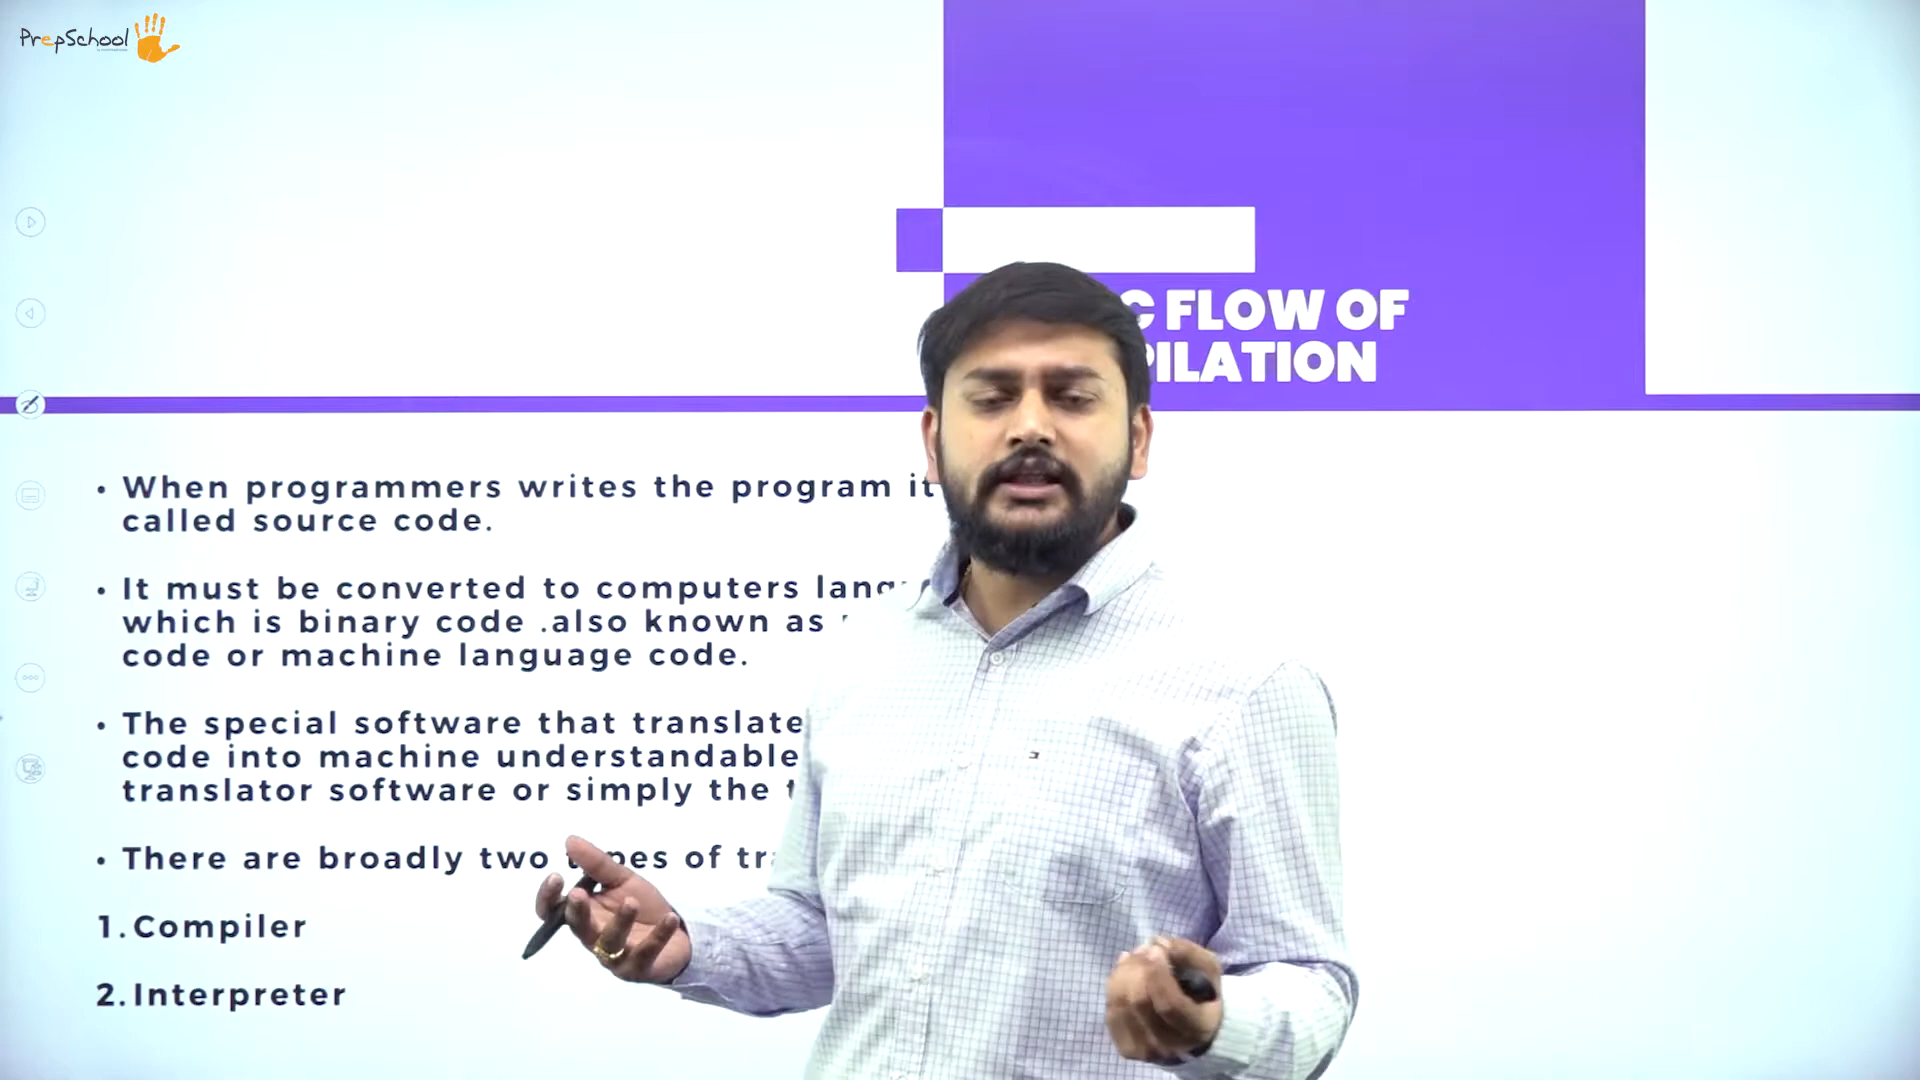 PrepSchool
FLOW OF
When programmers writes the program it
called source code.
It must be converted to computers
which is binary code .also known as
code or machine language code.
The special software that translate
code into machine understandable
translator software or simply the
There are broadly two types of
1. Compiler
2. Interpreter